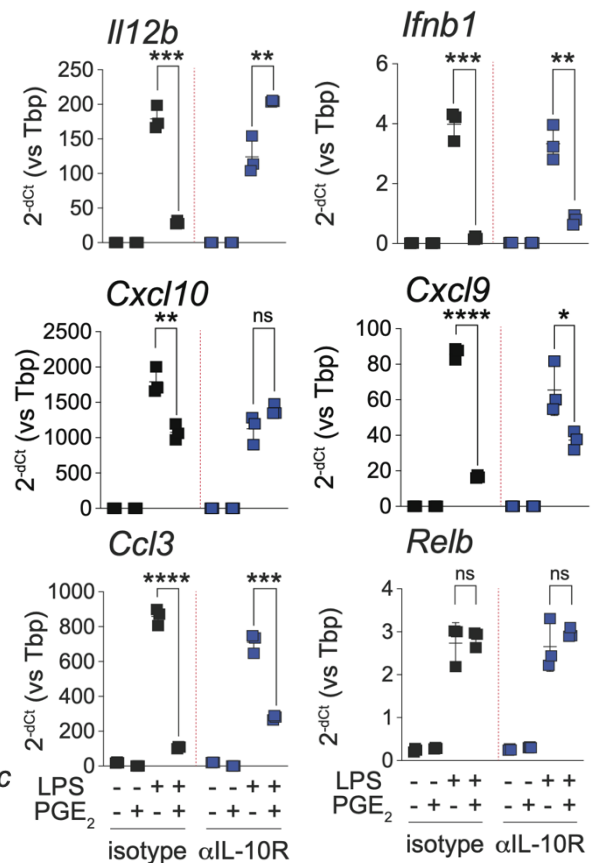 Il12b
*** **
2-dCt (vs Tbp)
250
200
150
100
50
0
Ifnb1
*** **
2-dCt (vs Tbp)
6
4
2
0
Cxcl10
** ns
2-dCt (vs Tbp)
2500
2000
1500
1000
500
0
Cxcl9
**** *
2-dCt (vs Tbp)
100
80
60
40
20
0
Ccl3
**** ***
2-dCt (vs Tbp)
1000
800
600
400
200
0
Relb
ns ns
2-dCt (vs Tbp)
4
3
2
1
0
c
LPS - - + + - - + +
PGE2 - + - + - + - +
isotype αIL-10R
LPS - - + + - - + +
PGE2 - + - + - + - +
isotype αIL-10R